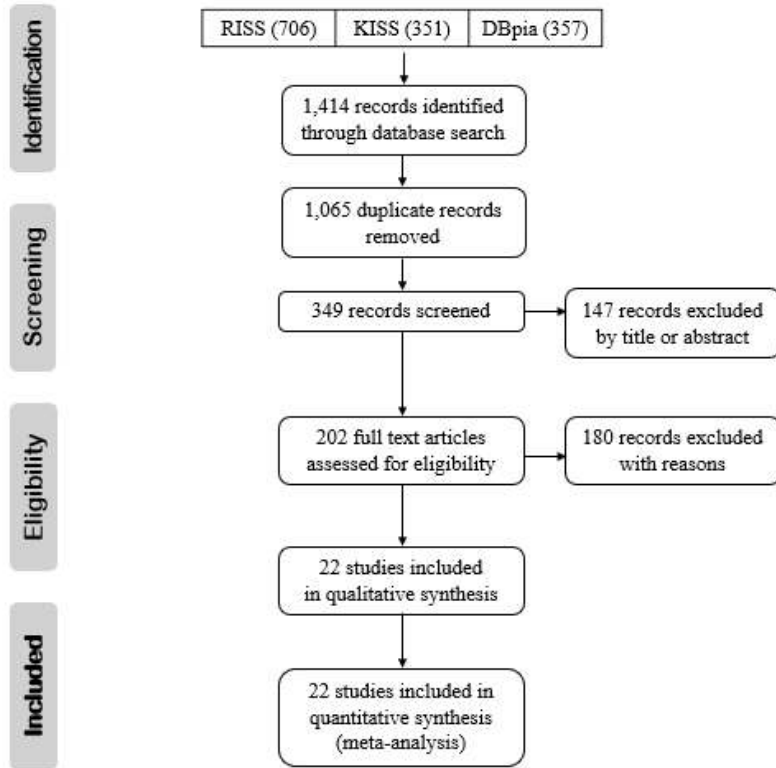 Identification
RISS (706) KISS (351) DBpia (357)
1,414 records identified
through database search
Screening
1,065 duplicate records
removed
349 records screened
147 records excluded
by title or abstract
Eligibility
202 full text articles
assessed for eligibility
180 records excluded
with reasons
22 studies included
in qualitative synthesis
Included
22 studies included in
quantitative synthesis
(meta-analysis)